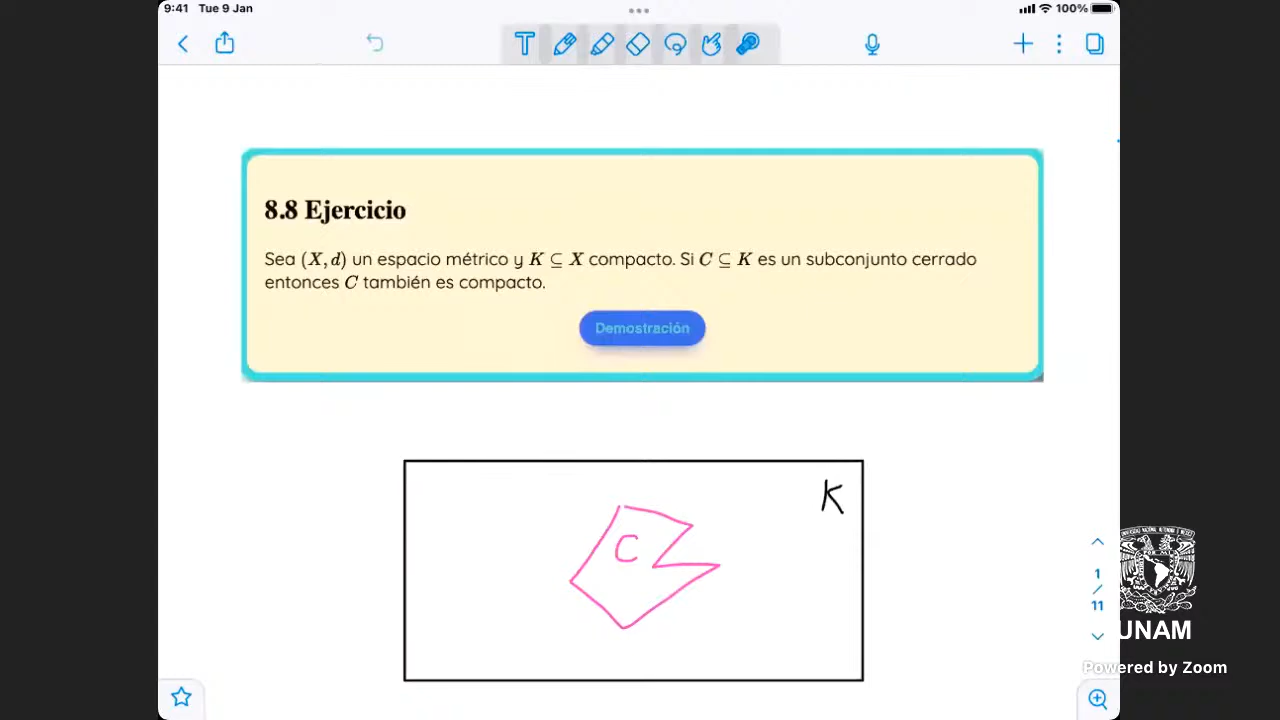 9:41 Tue 9 Jan
100%
8.8 Ejercicio
Sea (X, d) un espacio métrico y K ⊆ X compacto. Si C ⊆ K es un subconjunto cerrado
entonces C también es compacto.
Demostración
K
C
1
/
11
UNAM
Powered by Zoom